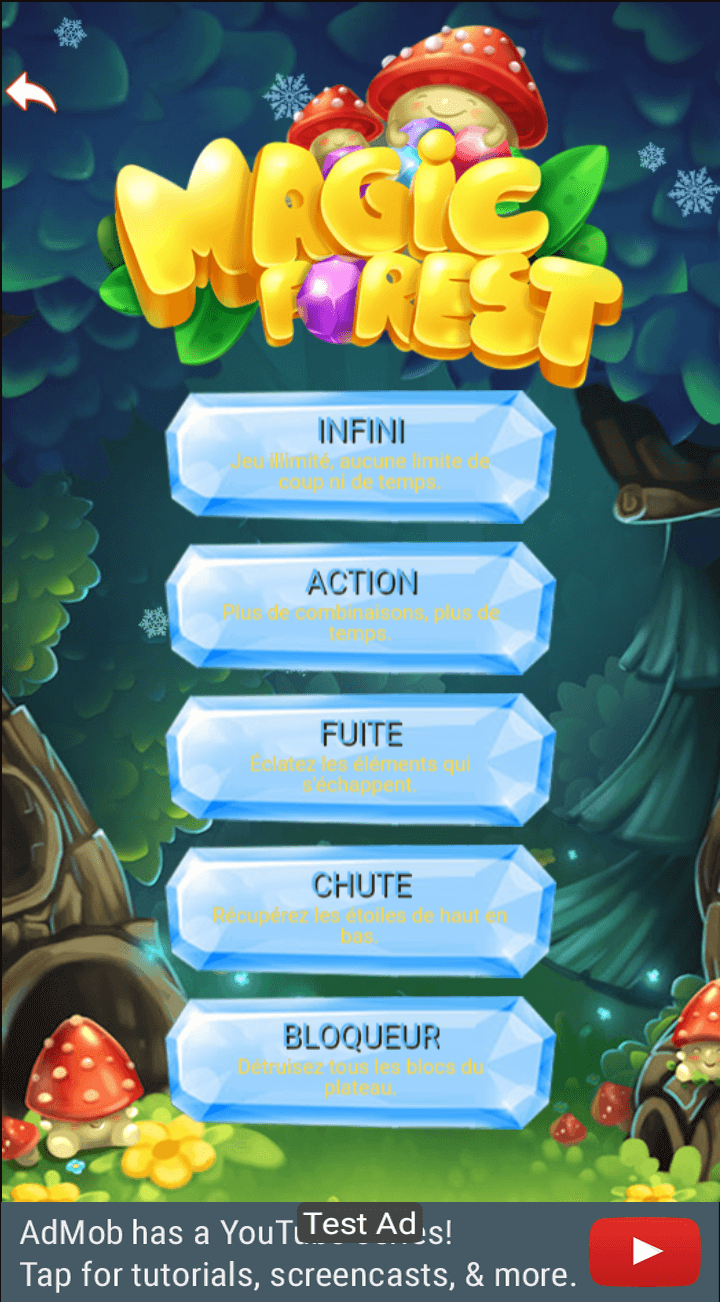 MAGIC
FOREST
INFINI
Jeu illimité, aucune limite de
coup ni de temps.
ACTION
Plus de combinaisons, plus de
temps.
FUITE
Éclatez les éléments qui
s'échappent.
CHUTE
Récupérez les étoiles de haut en
bas.
BLOQUEUR
Détruisez tous les blocs du
plateau.
Test Ad
AdMob has a YouTube series!
Tap for tutorials, screencasts, & more.